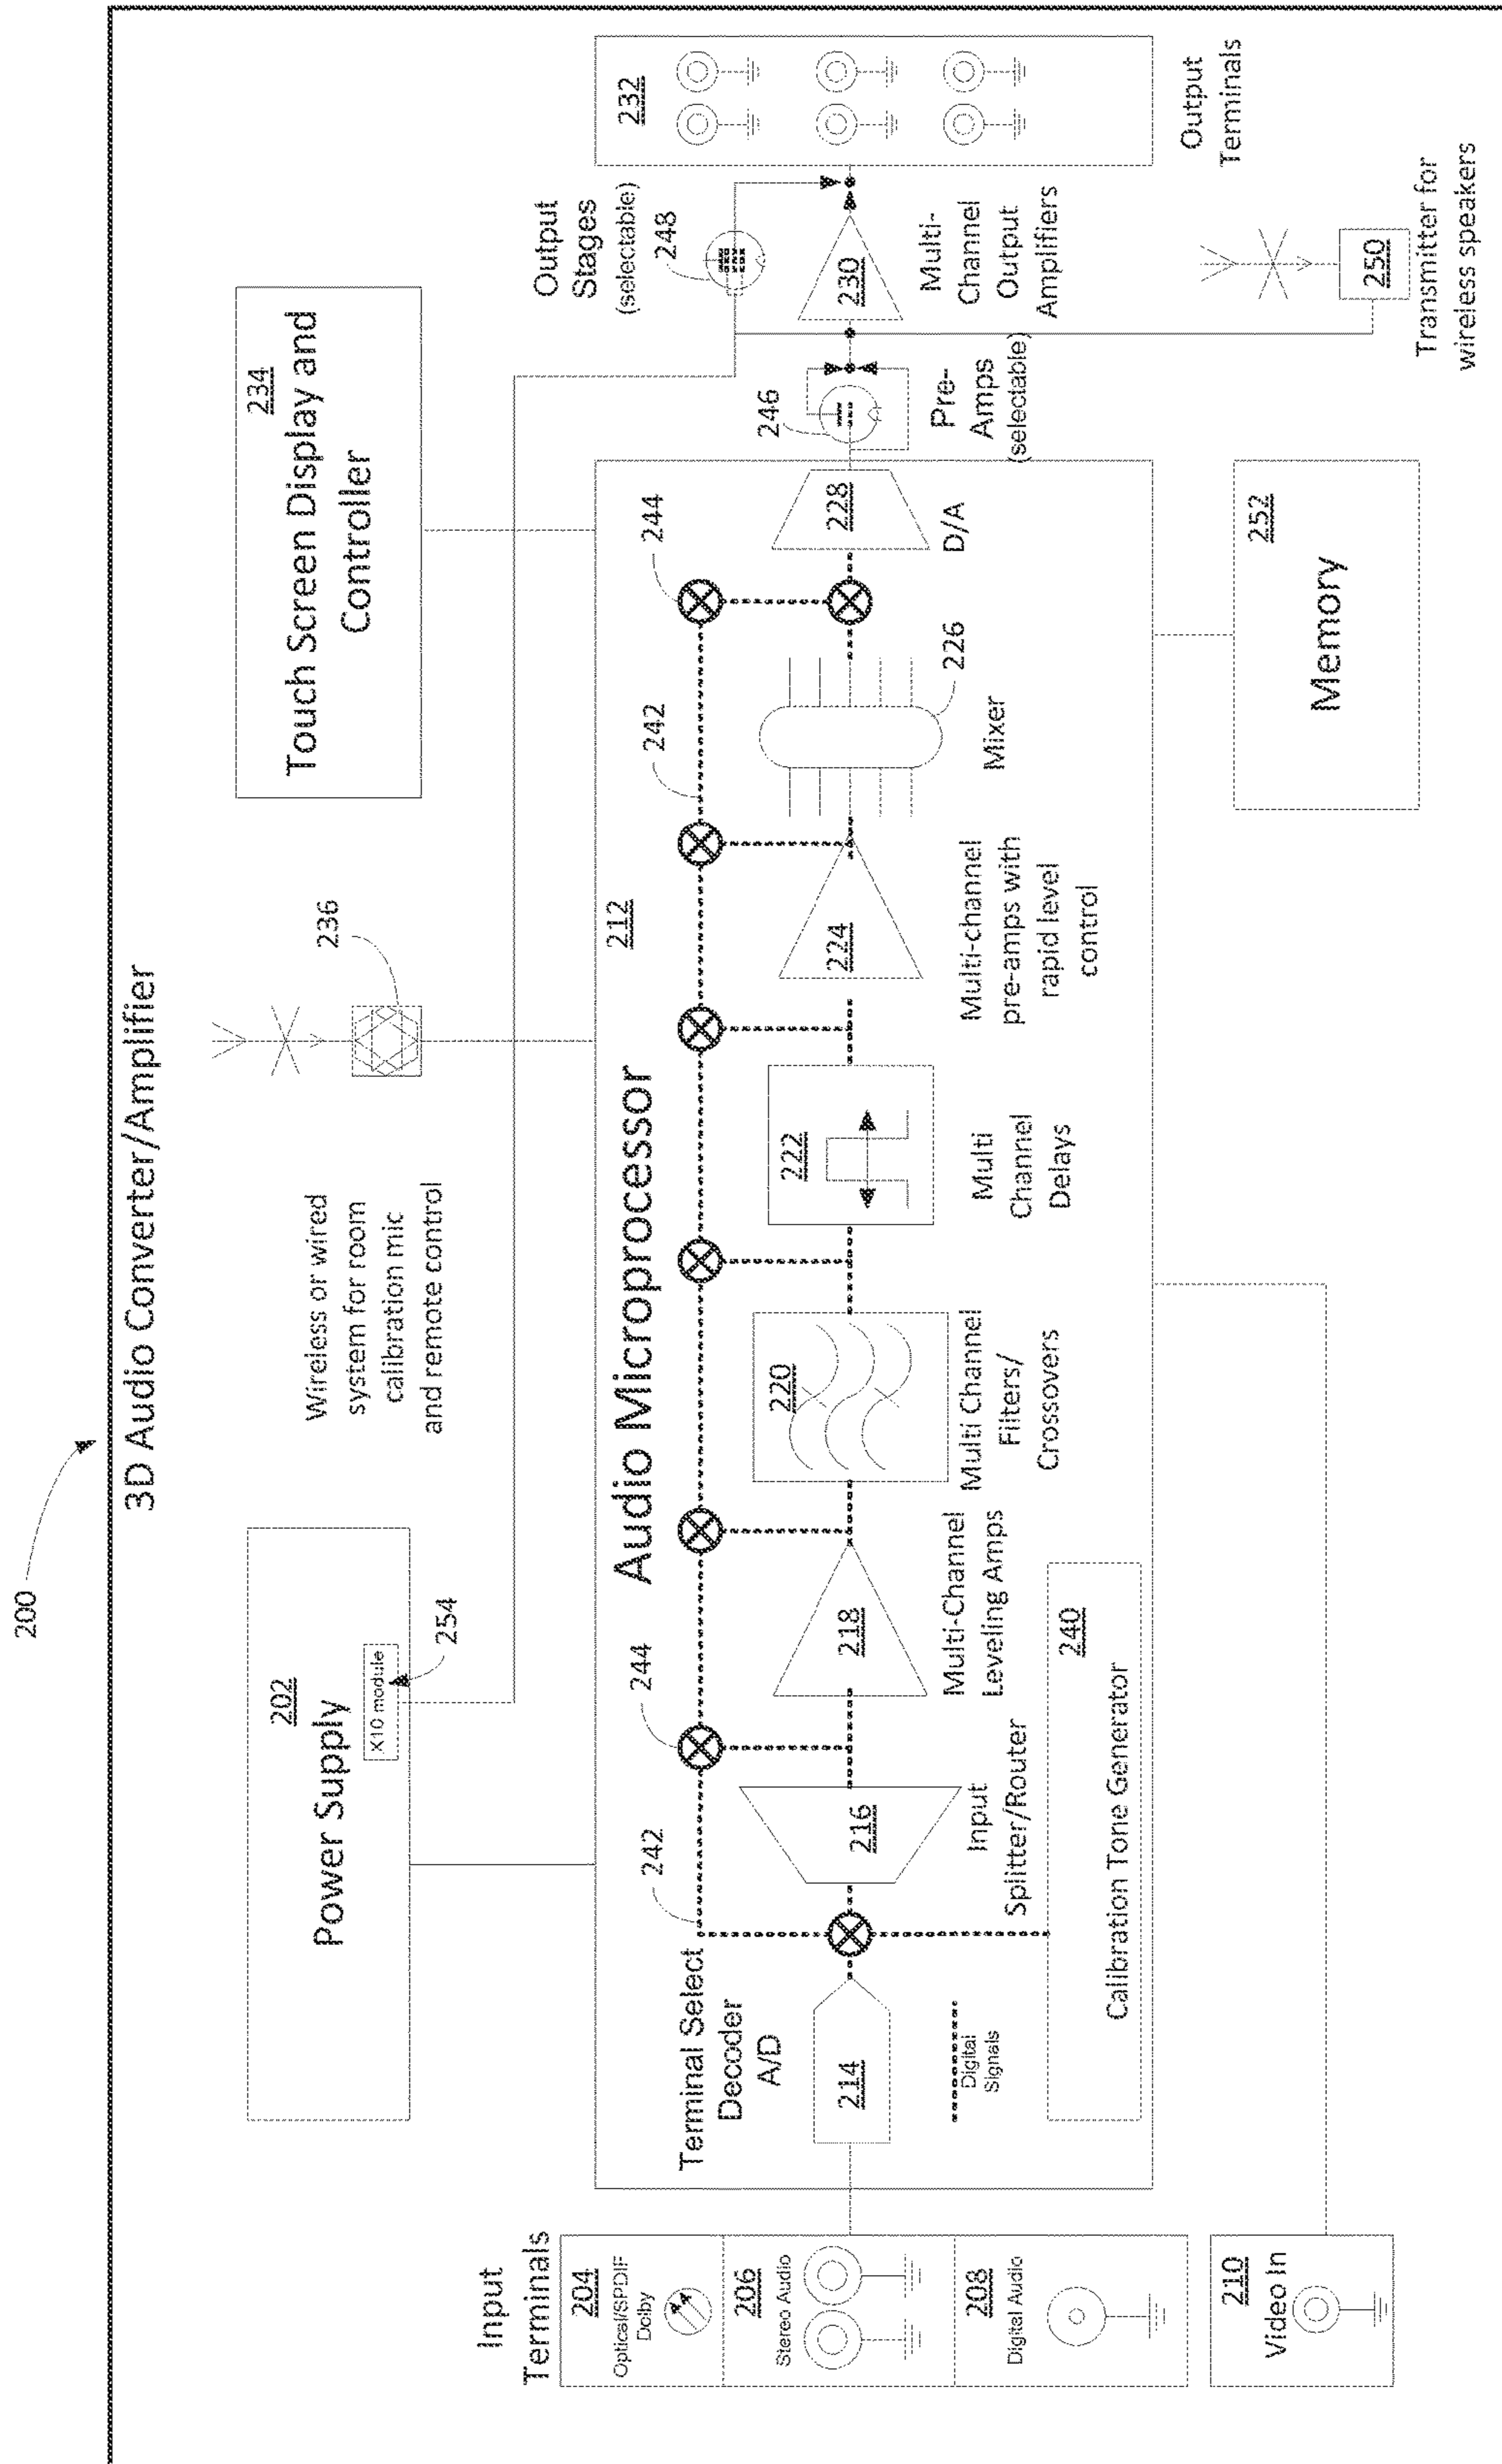 200
3D Audio Converter/Amplifier
202
Power Supply
X10 module
254
Wireless or wired
system for room
calibration mic
and remote control
236
234
Touch Screen Display and
Controller
Input
Terminals
204
Optical/SPDIF
Dolby
206
Stereo Audio
208
Digital Audio
210
Video In
Audio Microprocessor
212
Terminal Select
Decoder
A/D
214
242
244
216
Input
Splitter/Router
218
Multi-Channel
Leveling Amps
220
Multi Channel
Filters/
Crossovers
222
Multi
Channel
Delays
224
Multi-channel
pre-amps with
rapid level
control
242
244
226
Mixer
228
D/A
Digital
Signals
240
Calibration Tone Generator
246
Pre-
Amps
(selectable)
Output
Stages
(selectable)
248
230
Multi-
Channel
Output
Amplifiers
232
Output
Terminals
250
Transmitter for
wireless speakers
252
Memory